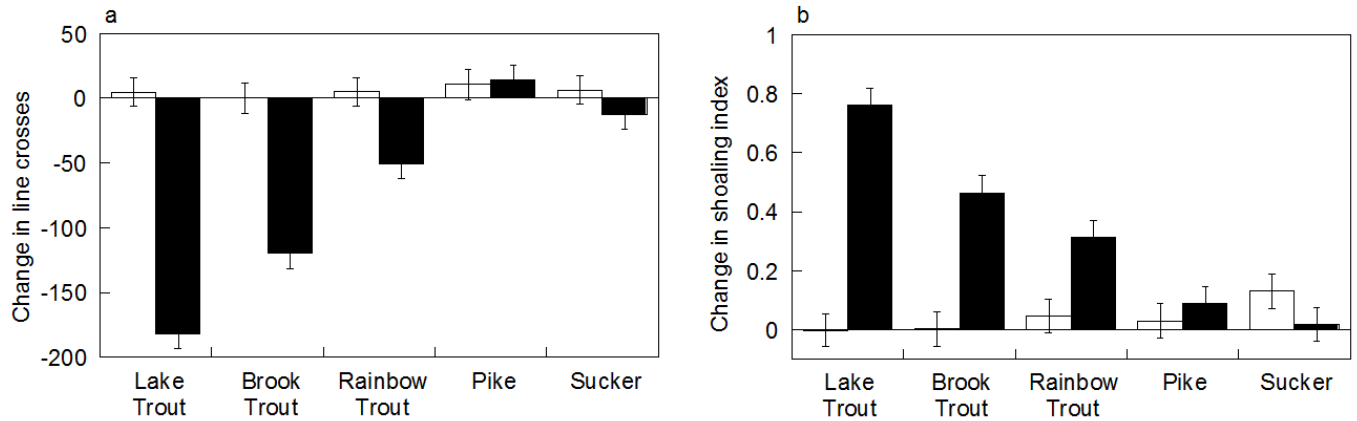 a
Change in line crosses
50
0
-50
-100
-150
-200
Lake
Trout
Brook
Trout
Rainbow
Trout
Pike
Sucker
b
Change in shoaling index
1
0.8
0.6
0.4
0.2
0
Lake
Trout
Brook
Trout
Rainbow
Trout
Pike
Sucker